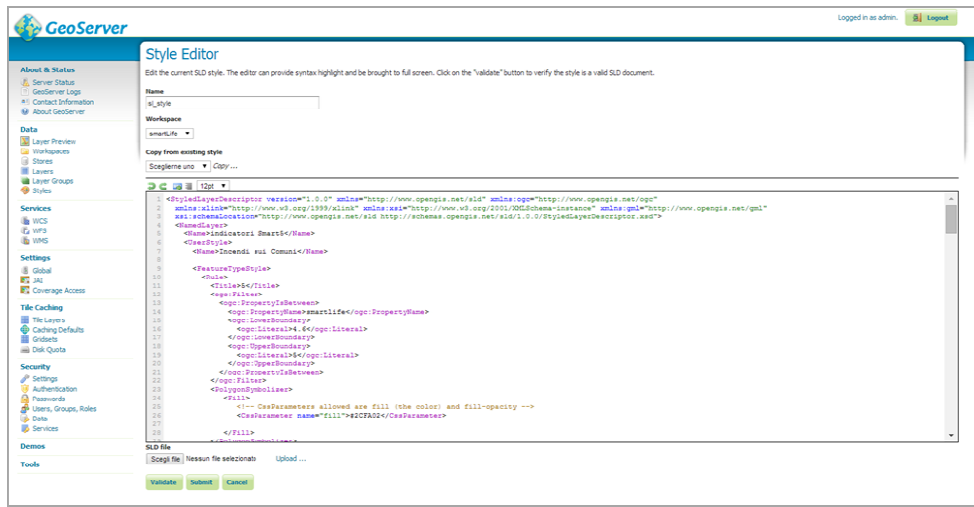 GeoServer
Logged in as admin.
Logout
Style Editor
Edit the current SLD style. The editor can provide syntax highlight and be brought to full screen. Click on the "validate" button to verify the style is a valid SLD document.
About & Status
Server Status
GeoServer Logs
Contact Information
About GeoServer
Data
Layer Preview
Workspaces
Stores
Layers
Layer Groups
Styles
Services
WCS
WFS
WMS
Settings
Global
JAI
Coverage Access
Tile Caching
Tile Layers
Caching Defaults
Gridsets
Disk Quota
Security
Settings
Authentication
Passwords
Users, Groups, Roles
Data
Services
Demos
Tools
Name
sl_style
Workspace
smartLife
Copy from existing style
Sceglierne uno Copy ...
12pt
1 <StyledLayerDescriptor version="1.0.0" xmlns="http://www.opengis.net/sld" xmlns:ogc="http://www.opengis.net/ogc"
2 xmlns:xlink="http://www.w3.org/1999/xlink" xmlns:xsi="http://www.w3.org/2001/XMLSchema-instance" xmlns:gml="http://www.opengis.net/gml"
3 xsi:schemaLocation="http://www.opengis.net/sld http://schemas.opengis.net/sld/1.0.0/StyledLayerDescriptor.xsd">
4 <NamedLayer>
5 <Name>indicatori Smart5</Name>
6 <UserStyle>
7 <Name>Incendi sui Comuni</Name>
8
9 <FeatureTypeStyle>
10 <Rule>
11 <Title>5</Title>
12 <ogc:Filter>
13 <ogc:PropertyIsBetween>
14 <ogc:PropertyName>smartlife</ogc:PropertyName>
15 <ogc:LowerBoundary>
16 <ogc:Literal>4.6</ogc:Literal>
17 </ogc:LowerBoundary>
18 <ogc:UpperBoundary>
19 <ogc:Literal>5</ogc:Literal>
20 </ogc:UpperBoundary>
21 </ogc:PropertyIsBetween>
22 </ogc:Filter>
23 <PolygonSymbolizer>
24 <Fill>
25 <!-- CssParameters allowed are fill (the color) and fill-opacity -->
26 <CssParameter name="fill">#2CFA02</CssParameter>
27
28 </Fill>
</PolygonSymbolizer>
SLD file
Scegli file Nessun file selezionato Upload ...
Validate Submit Cancel